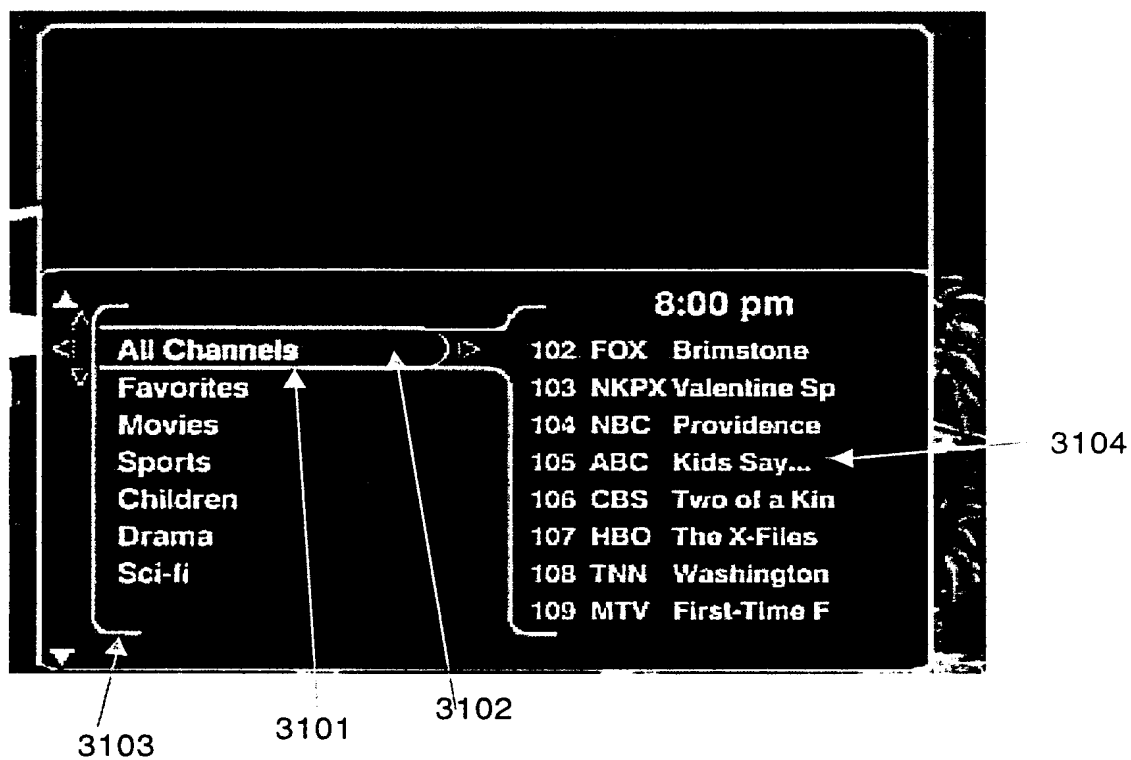 8:00 pm
All Channels
Favorites
Movies
Sports
Children
Drama
Sci-fi
102 FOX Brimstone
103 NKPX Valentine Sp
104 NBC Providence
105 ABC Kids Say...
106 CBS Two of a Kin
107 HBO The X-Files
108 TNN Washington
109 MTV First-Time F
3104
3103
3101
3102